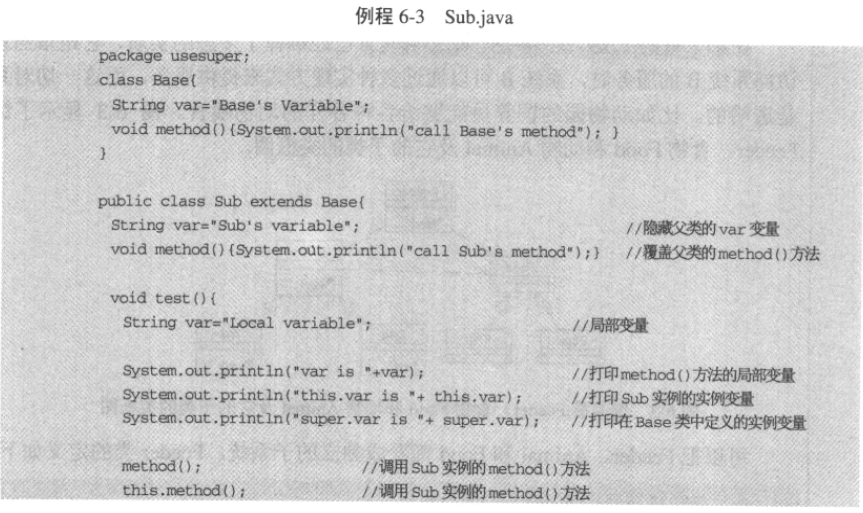 例程 6-3 Sub.java
package usesuper;
class Base{
String var="Base's Variable";
void method(){System.out.println("call Base's method"); }
}
public class Sub extends Base{
String var="Sub's variable"; //隐藏父类的var变量
void method(){System.out.println("call Sub's method");} //覆盖父类的method()方法
void test(){
String var="Local variable"; //局部变量
System.out.println("var is "+var); //打印method()方法的局部变量
System.out.println("this.var is "+ this.var); //打印Sub实例的实例变量
System.out.println("super.var is "+ super.var); //打印在Base类中定义的实例变量
method(); //调用Sub实例的method()方法
this.method(); //调用Sub实例的method()方法